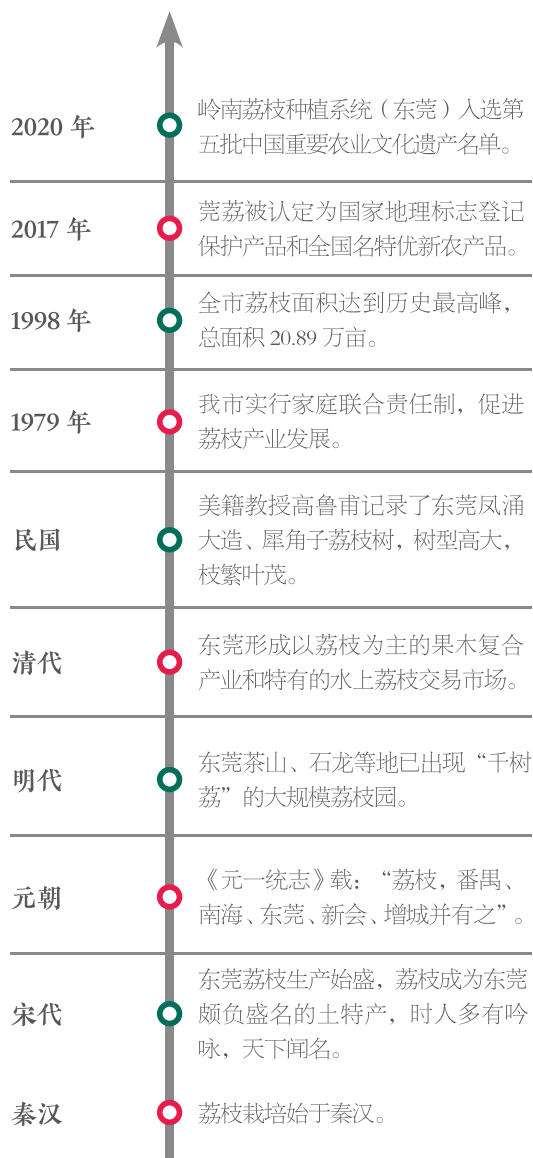 2020 年
岭南荔枝种植系统（东莞）入选第
五批中国重要农业文化遗产名单。
2017 年
莞荔被认定为国家地理标志登记
保护产品和全国名特优新农产品。
1998 年
全市荔枝面积达到历史最高峰，
总面积 20.89 万亩。
1979 年
我市实行家庭联合责任制，促进
荔枝产业发展。
民国
美籍教授高鲁甫记录了东莞凤涌
大造、犀角子荔枝树，树型高大，
枝繁叶茂。
清代
东莞形成以荔枝为主的果木复合
产业和特有的水上荔枝交易市场。
明代
东莞茶山、石龙等地已出现“千树
荔”的大规模荔枝园。
元朝
《元一统志》载：“荔枝，番禺、
南海、东莞、新会、增城并有之”。
宋代
东莞荔枝生产始盛，荔枝成为东莞
颇负盛名的土特产，时人多有吟
咏，天下闻名。
秦汉
荔枝栽培始于秦汉。